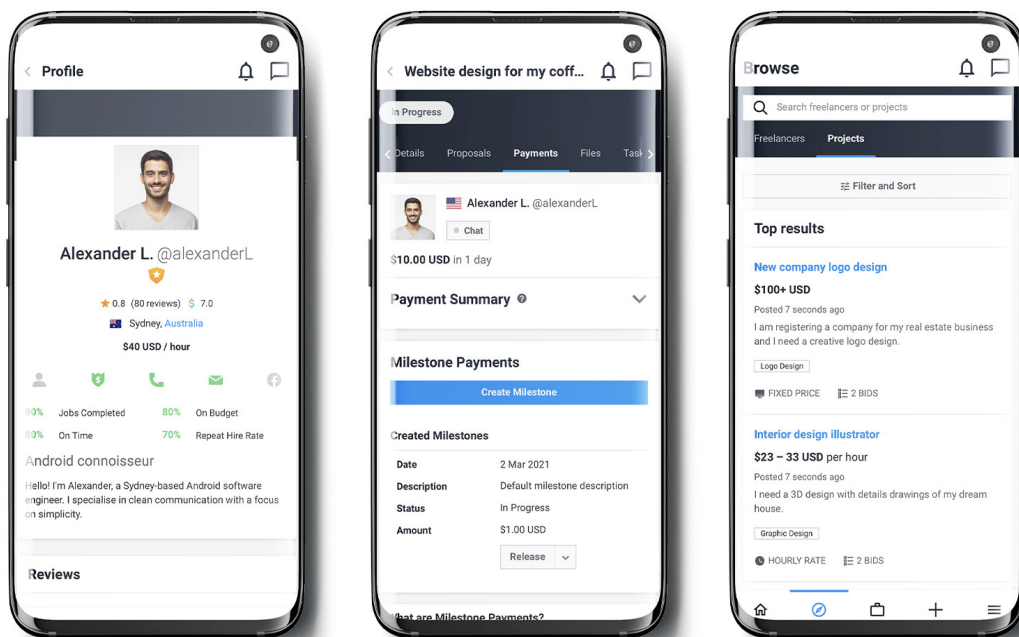 Profile
Alexander L. @alexanderL
0.8 (80 reviews) $ 7.0
Sydney, Australia
$40 USD / hour
90% Jobs Completed 80% On Budget
80% On Time 70% Repeat Hire Rate
Android connoisseur
Hello! I'm Alexander, a Sydney-based Android software
engineer. I specialise in clean communication with a focus
on simplicity.
Reviews
Website design for my coff...
In Progress
Details Proposals Payments Files Task
Alexander L. @alexanderL
Chat
$10.00 USD in 1 day
Payment Summary
Milestone Payments
Create Milestone
Created Milestones
Date 2 Mar 2021
Description Default milestone description
Status In Progress
Amount $1.00 USD
Release
What are Milestone Payments?
Browse
Search freelancers or projects
Freelancers Projects
Filter and Sort
Top results
New company logo design
$100+ USD
Posted 7 seconds ago
I am registering a company for my real estate business
and I need a creative logo design.
Logo Design
FIXED PRICE 2 BIDS
Interior design illustrator
$23 – 33 USD per hour
Posted 7 seconds ago
I need a 3D design with details drawings of my dream
house.
Graphic Design
HOURLY RATE 2 BIDS